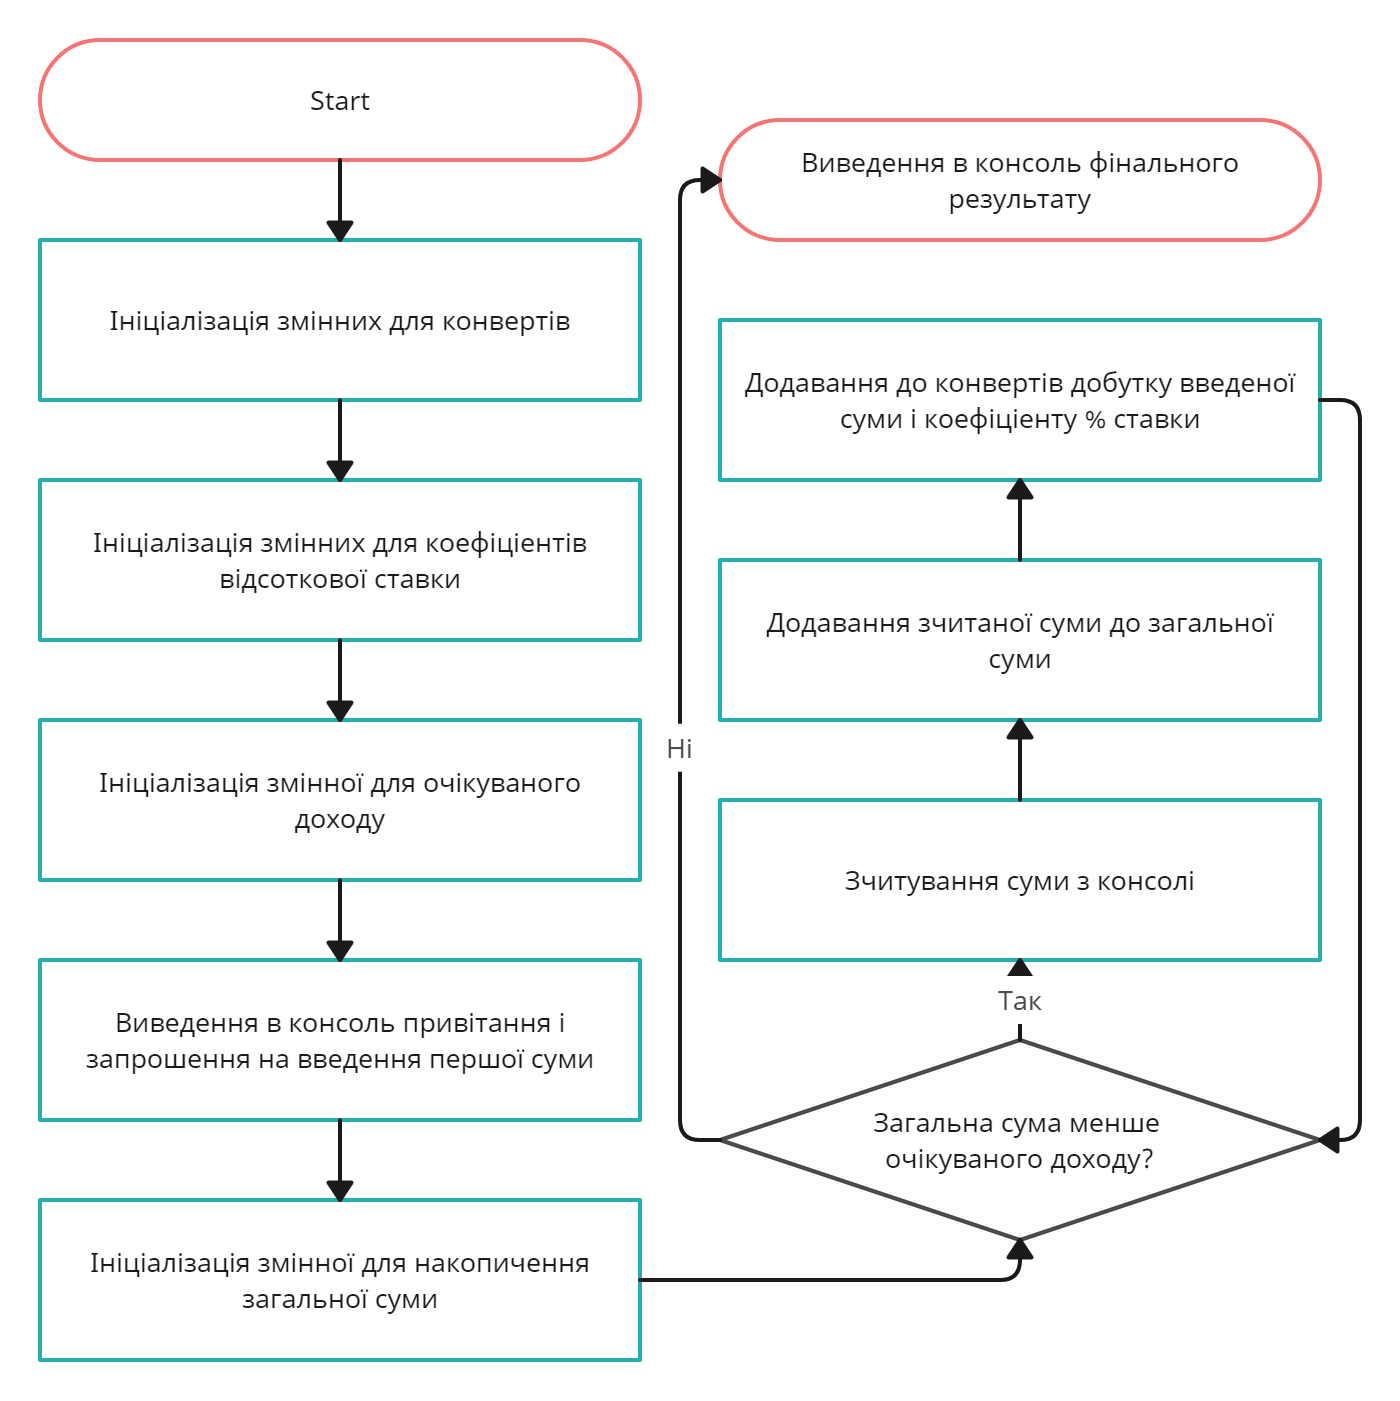 Start
Ініціалізація змінних для конвертів
Ініціалізація змінних для коефіцієнтів
відсоткової ставки
Ініціалізація змінної для очікуваного
доходу
Виведення в консоль привітання і
запрошення на введення першої суми
Ініціалізація змінної для накопичення
загальної суми
Загальна сума менше
очікуваного доходу?
Так
Зчитування суми з консолі
Додавання зчитаної суми до загальної
суми
Додавання до конвертів добутку введеної
суми і коефіціенту % ставки
Ні
Виведення в консоль фінального
результату